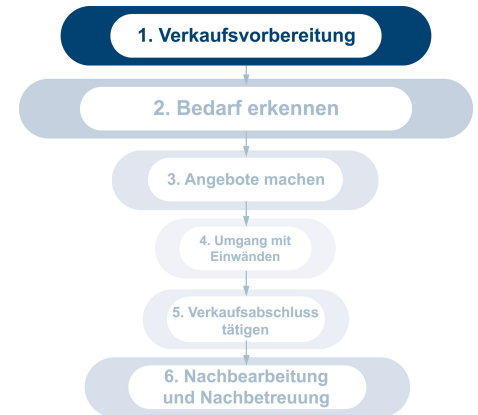 1. Verkaufsvorbereitung
2. Bedarf erkennen
3. Angebote machen
4. Umgang mit
Einwänden
5. Verkaufsabschluss
tätigen
6. Nachbearbeitung
und Nachbetreuung